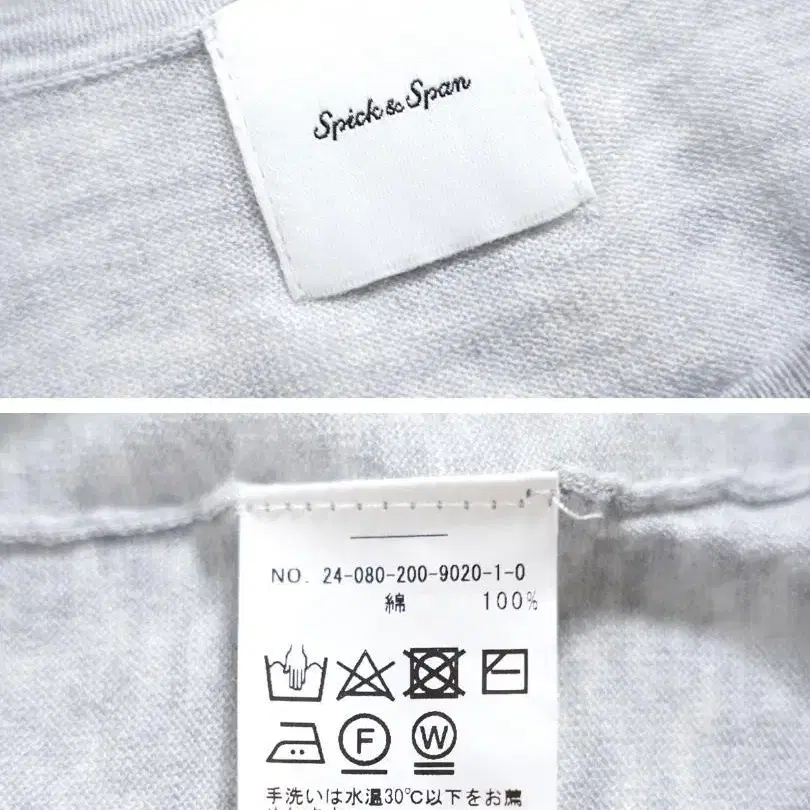 Spick & Span
NO. 24-080-200-9020-1-0
綿 100%
F
W
手洗いは水温30℃以下をお薦